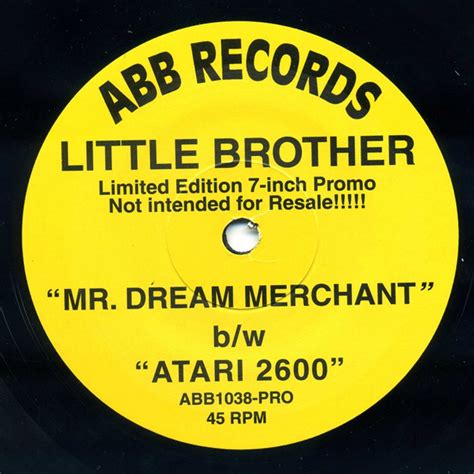 ABB RECORDS
LITTLE BROTHER
Limited Edition 7-inch Promo
Not intended for Resale!!!!!
“MR. DREAM MERCHANT”
b/w
“ATARI 2600”
ABB1038-PRO
45 RPM